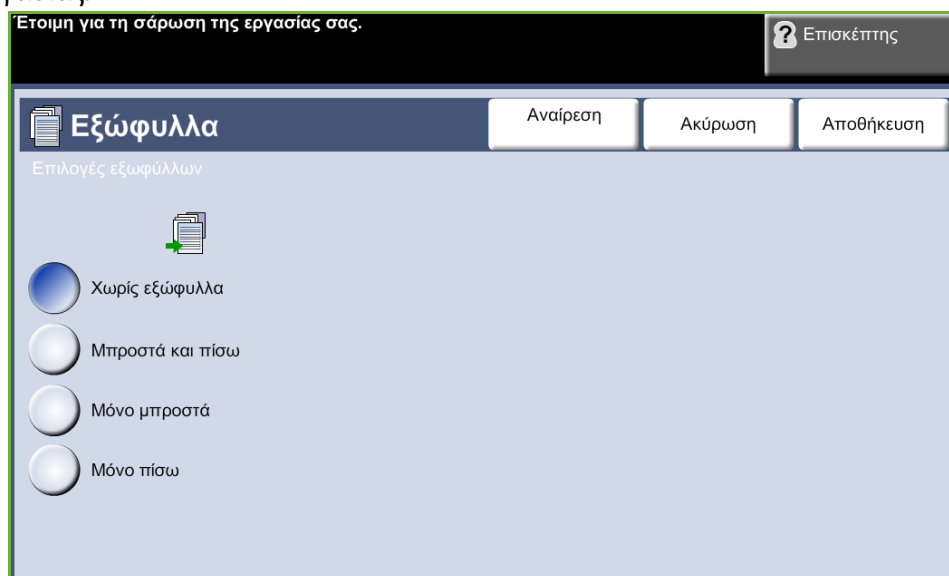 Έτοιμη για τη σάρωση της εργασίας σας.
? Επισκέπτης
Εξώφυλλα
Αναίρεση
Ακύρωση
Αποθήκευση
Επιλογές εξωφύλλων
Χωρίς εξώφυλλα
Μπροστά και πίσω
Μόνο μπροστά
Μόνο πίσω